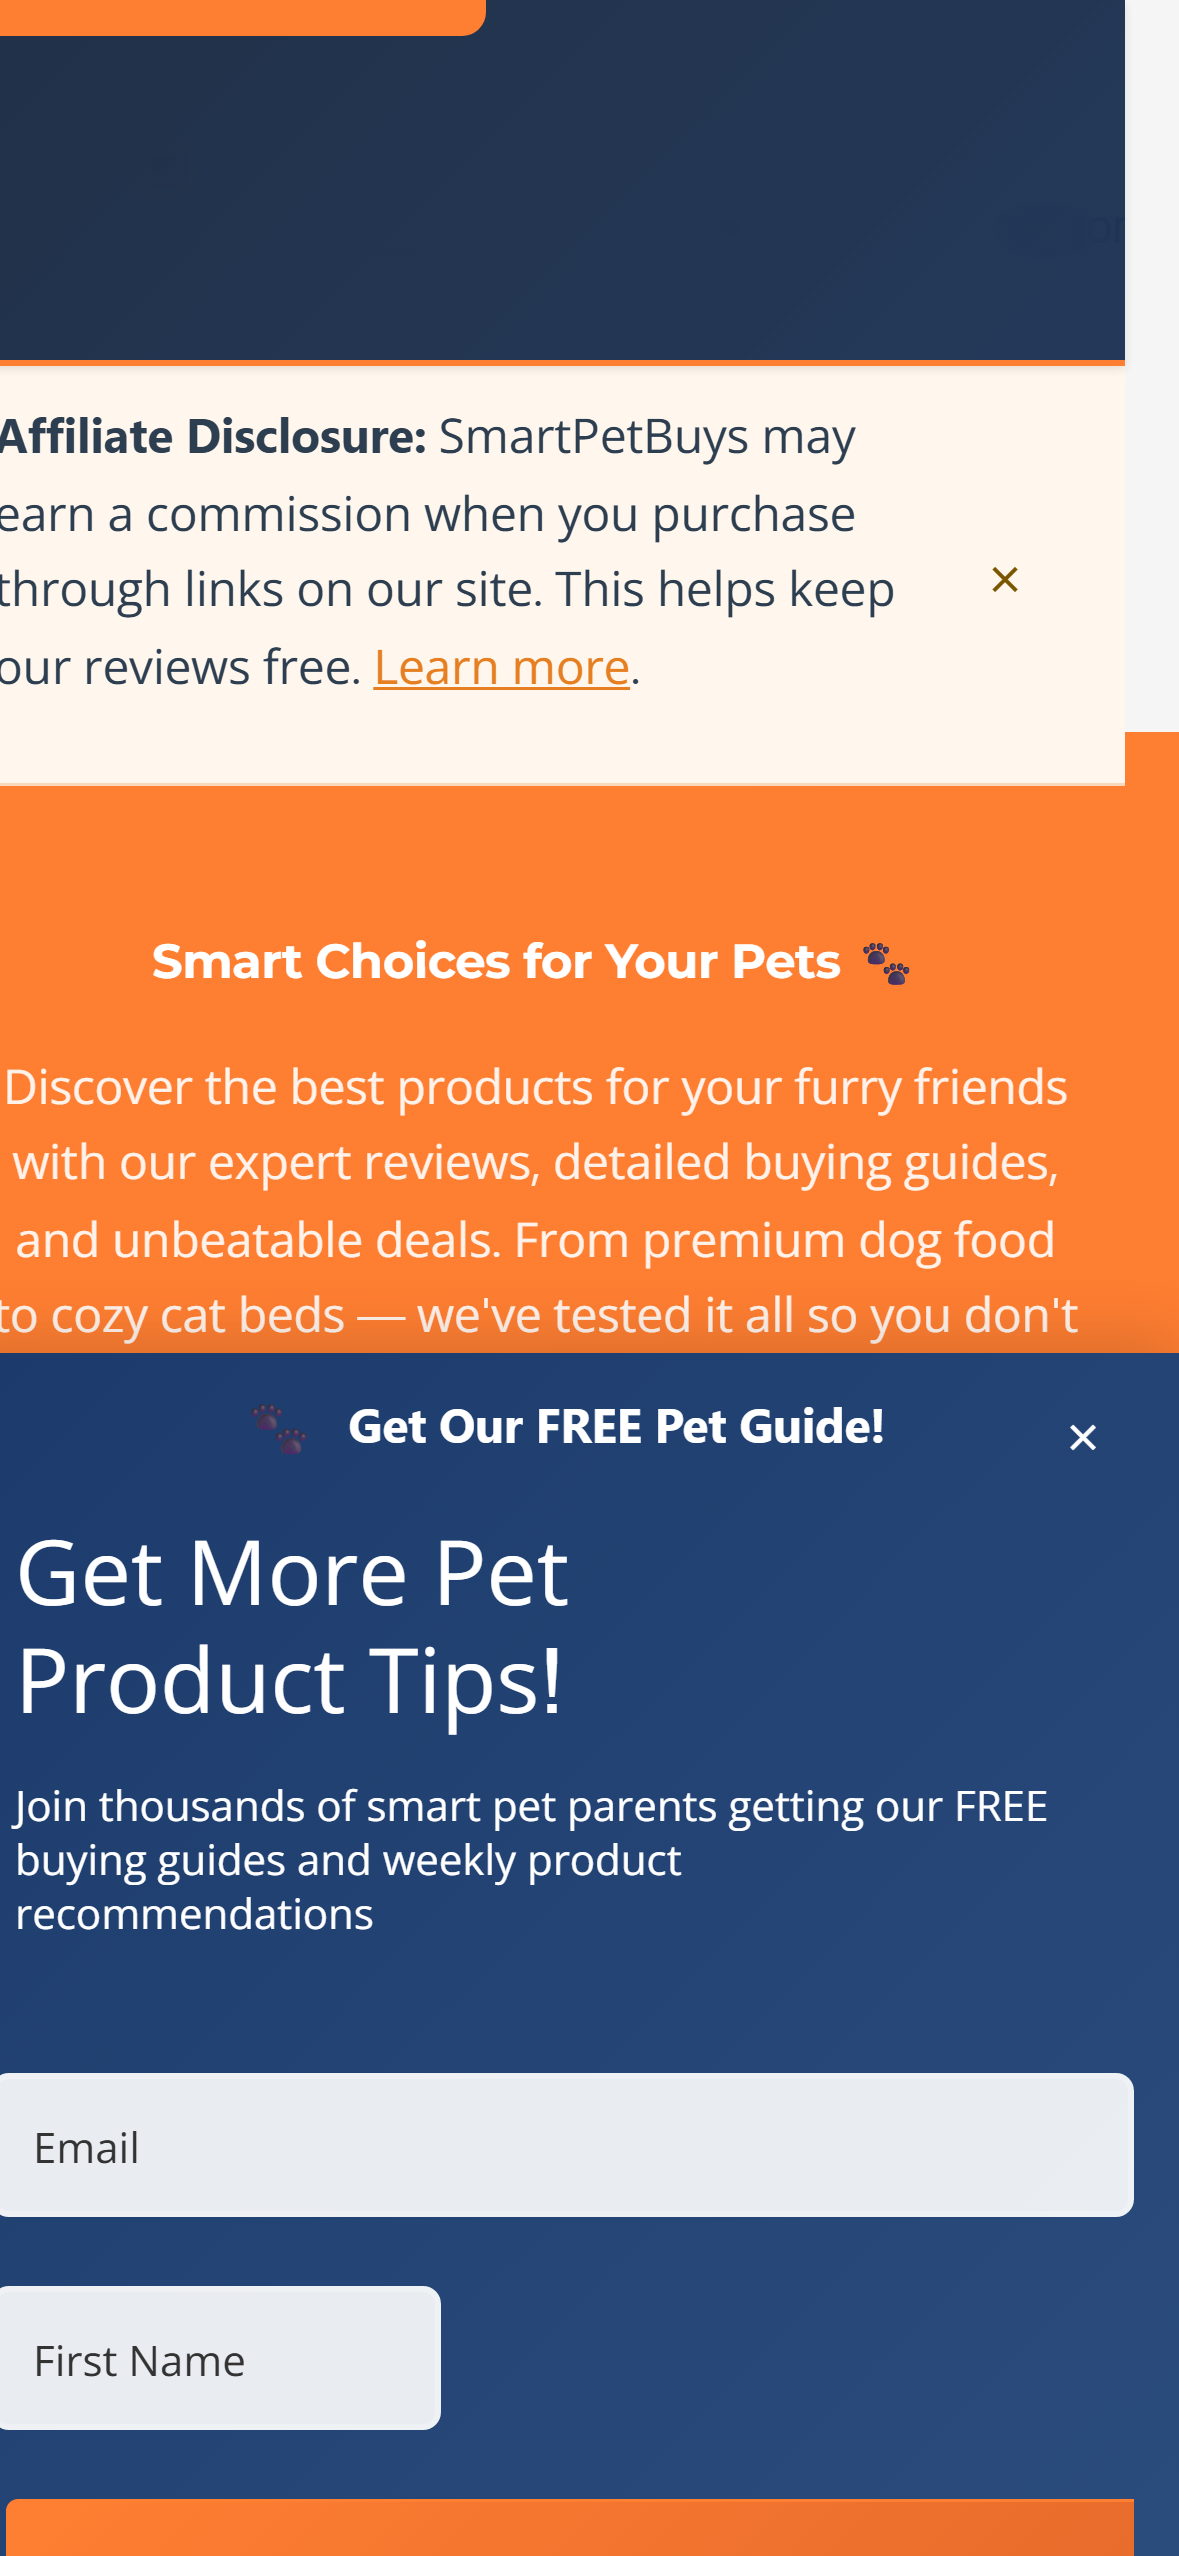 Affiliate Disclosure: SmartPetBuys may
earn a commission when you purchase
through links on our site. This helps keep
our reviews free. Learn more.
×
Smart Choices for Your Pets
Discover the best products for your furry friends
with our expert reviews, detailed buying guides,
and unbeatable deals. From premium dog food
to cozy cat beds — we've tested it all so you don't
Get Our FREE Pet Guide!
×
Get More Pet
Product Tips!
Join thousands of smart pet parents getting our FREE
buying guides and weekly product
recommendations
Email
First Name